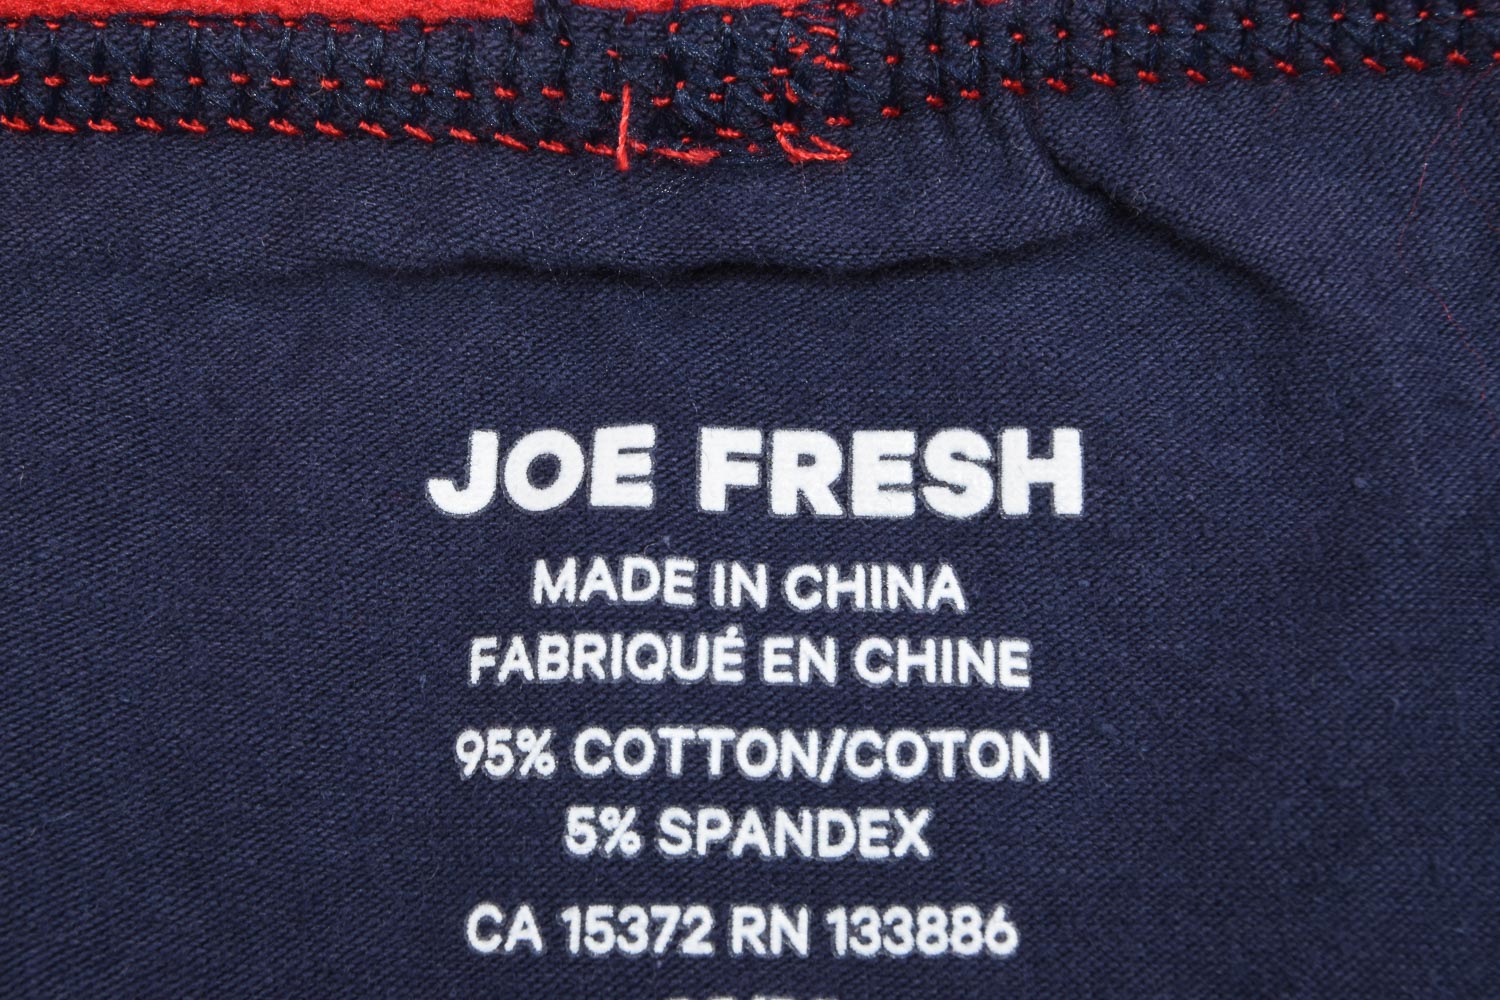 JOE FRESH
MADE IN CHINA
FABRIQUÉ EN CHINE
95% COTTON/COTON
5% SPANDEX
CA 15372 RN 133886